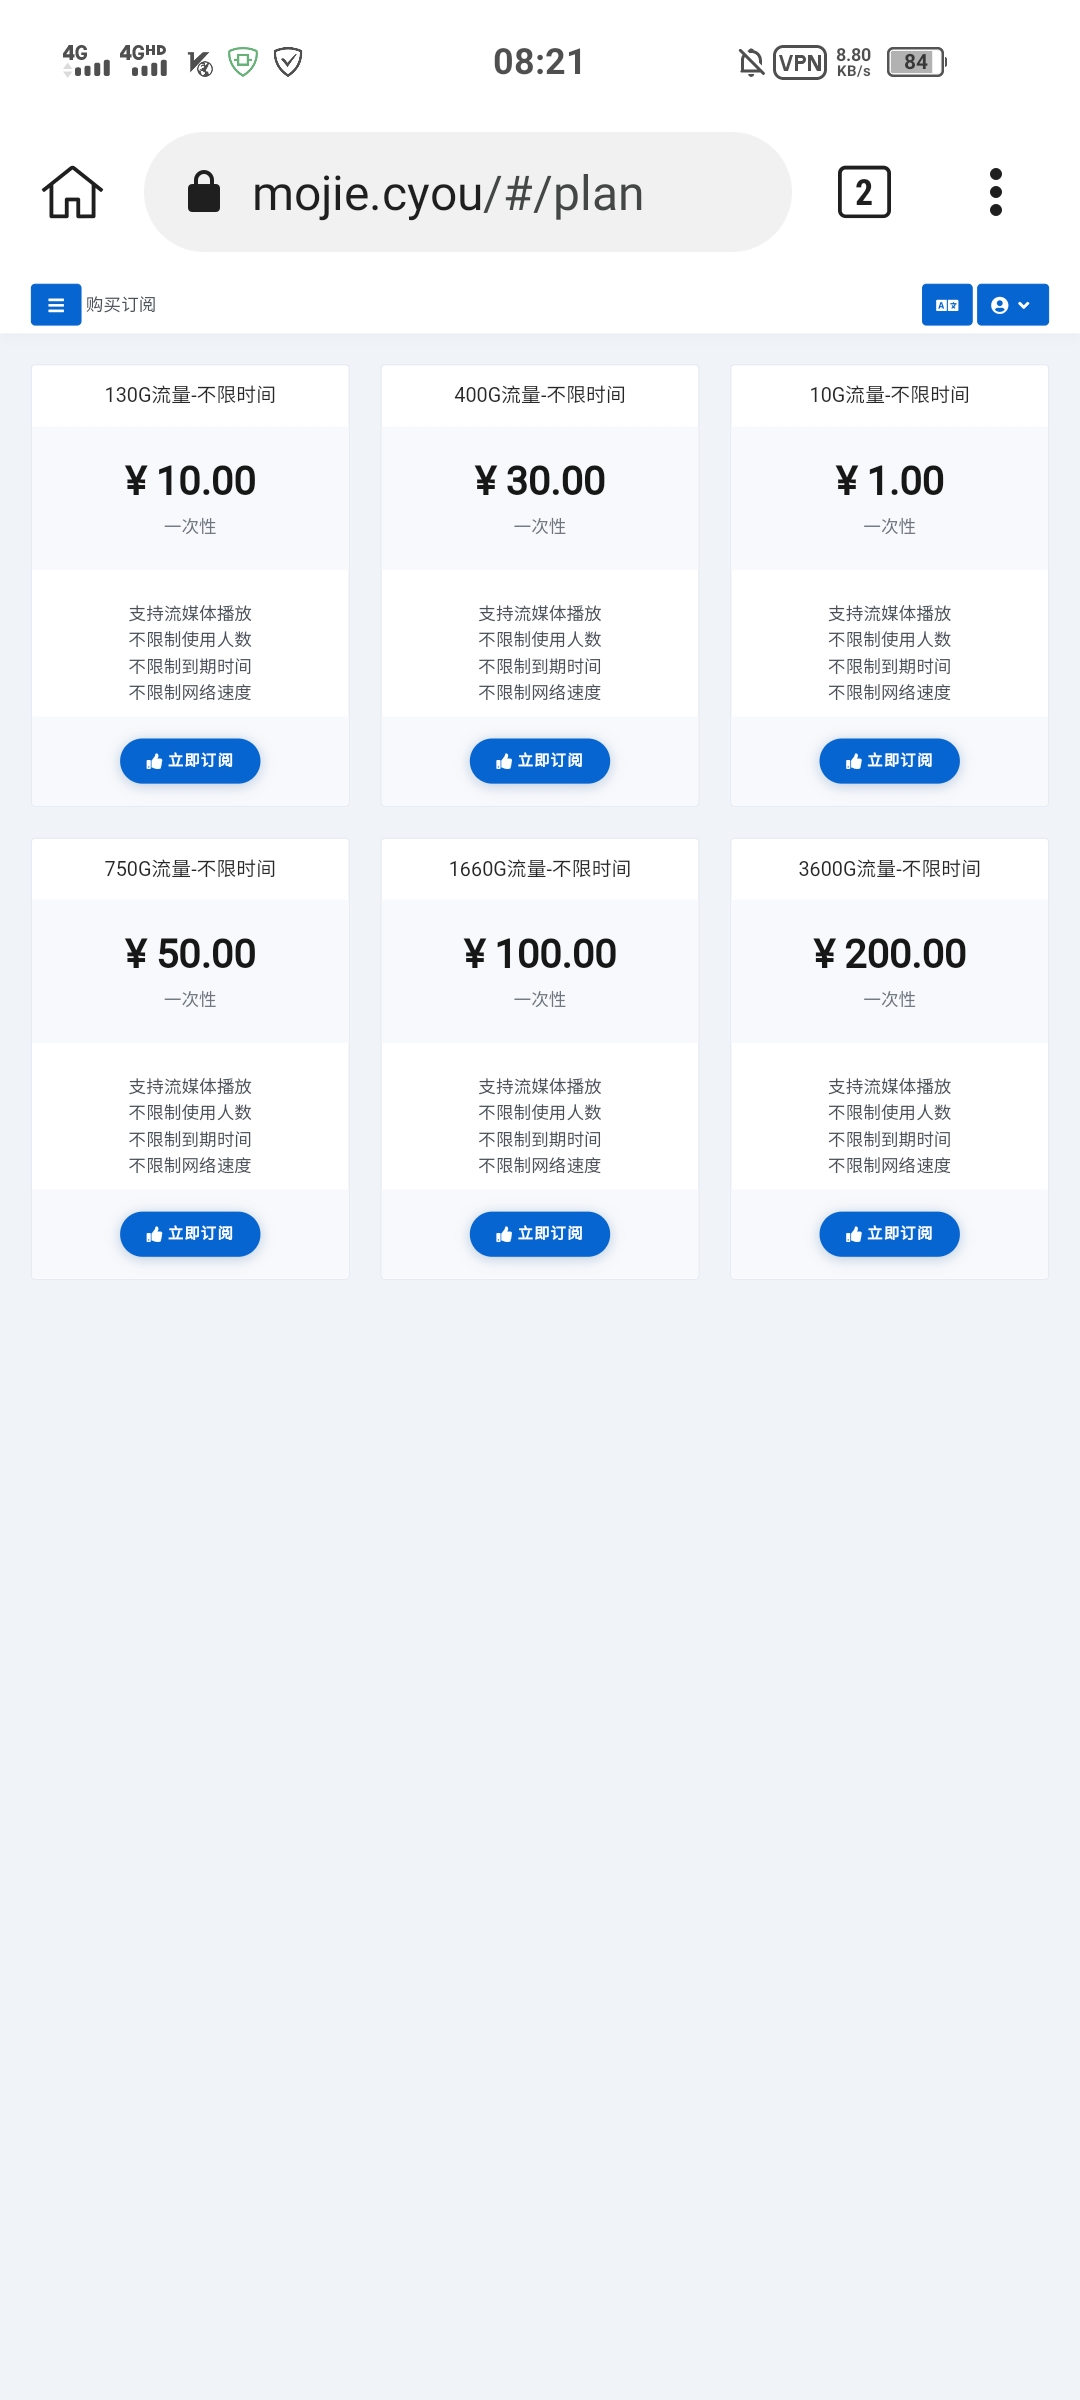 4G 4GHD 08:21 VPN 8.80 KB/s 84
mojie.cyou/#/plan 2
购买订阅
130G流量-不限时间
¥ 10.00
一次性
支持流媒体播放
不限制使用人数
不限制到期时间
不限制网络速度
立即订阅
400G流量-不限时间
¥ 30.00
一次性
支持流媒体播放
不限制使用人数
不限制到期时间
不限制网络速度
立即订阅
10G流量-不限时间
¥ 1.00
一次性
支持流媒体播放
不限制使用人数
不限制到期时间
不限制网络速度
立即订阅
750G流量-不限时间
¥ 50.00
一次性
支持流媒体播放
不限制使用人数
不限制到期时间
不限制网络速度
立即订阅
1660G流量-不限时间
¥ 100.00
一次性
支持流媒体播放
不限制使用人数
不限制到期时间
不限制网络速度
立即订阅
3600G流量-不限时间
¥ 200.00
一次性
支持流媒体播放
不限制使用人数
不限制到期时间
不限制网络速度
立即订阅